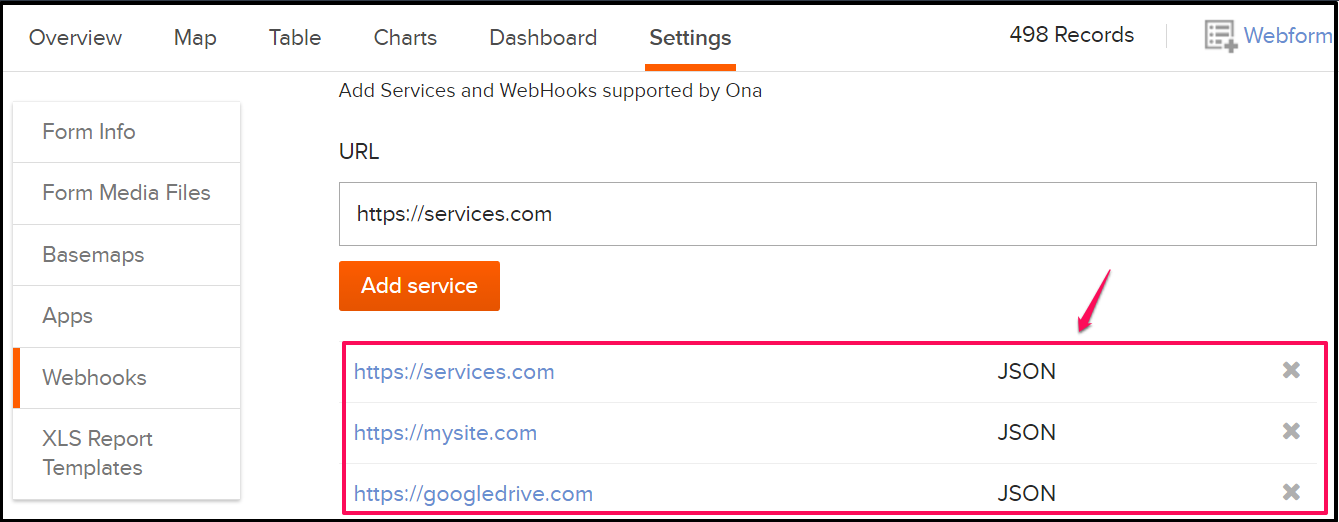 Overview Map Table Charts Dashboard Settings 498 Records Webform
Add Services and WebHooks supported by Ona
Form Info
Form Media Files
Basemaps
Apps
Webhooks
XLS Report
Templates
URL
https://services.com
Add service
https://services.com JSON
https://mysite.com JSON
https://googledrive.com JSON